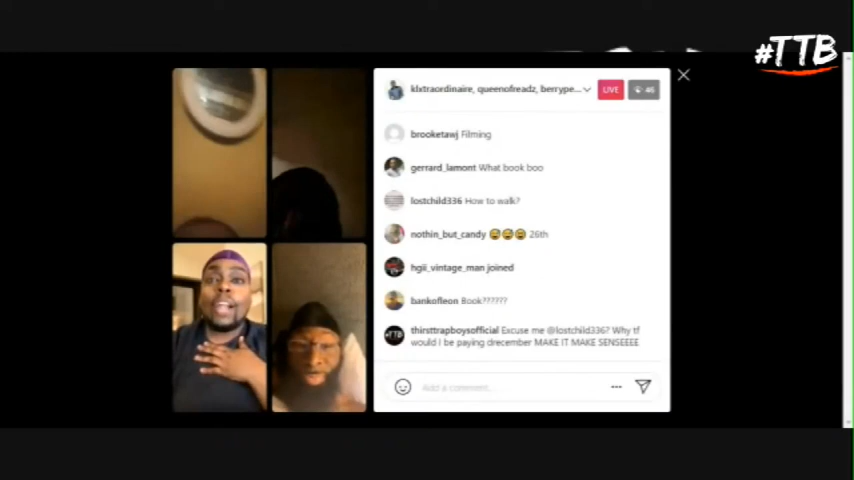 #TTB
klxtraordinaire, queenofreadz, berrype... LIVE 46
brooketawj Filming
gerrard_lamont What book boo
lostchild336 How to walk?
nothin_but_candy 😅😅😅 26th
hgii_vintage_man joined
bankofleon Book??????
thirsttrapboysofficial Excuse me @lostchild336? Why tf
would I be paying drecember MAKE IT MAKE SENSEEEE
#TTB
Add a comment...